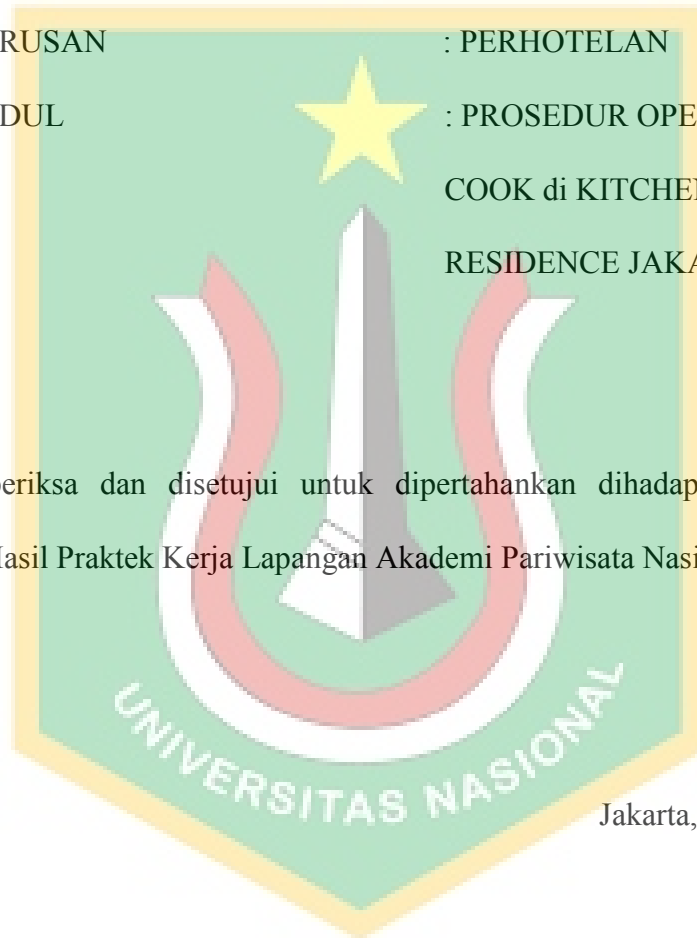 RUSAN : PERHOTELAN
DUL : PROSEDUR OPE
COOK di KITCHE
RESIDENCE JAKA
eriksa dan disetujui untuk dipertahankan dihadap
Hasil Praktek Kerja Lapangan Akademi Pariwisata Nasi
UNIVERSITAS NASIONAL
Jakarta,